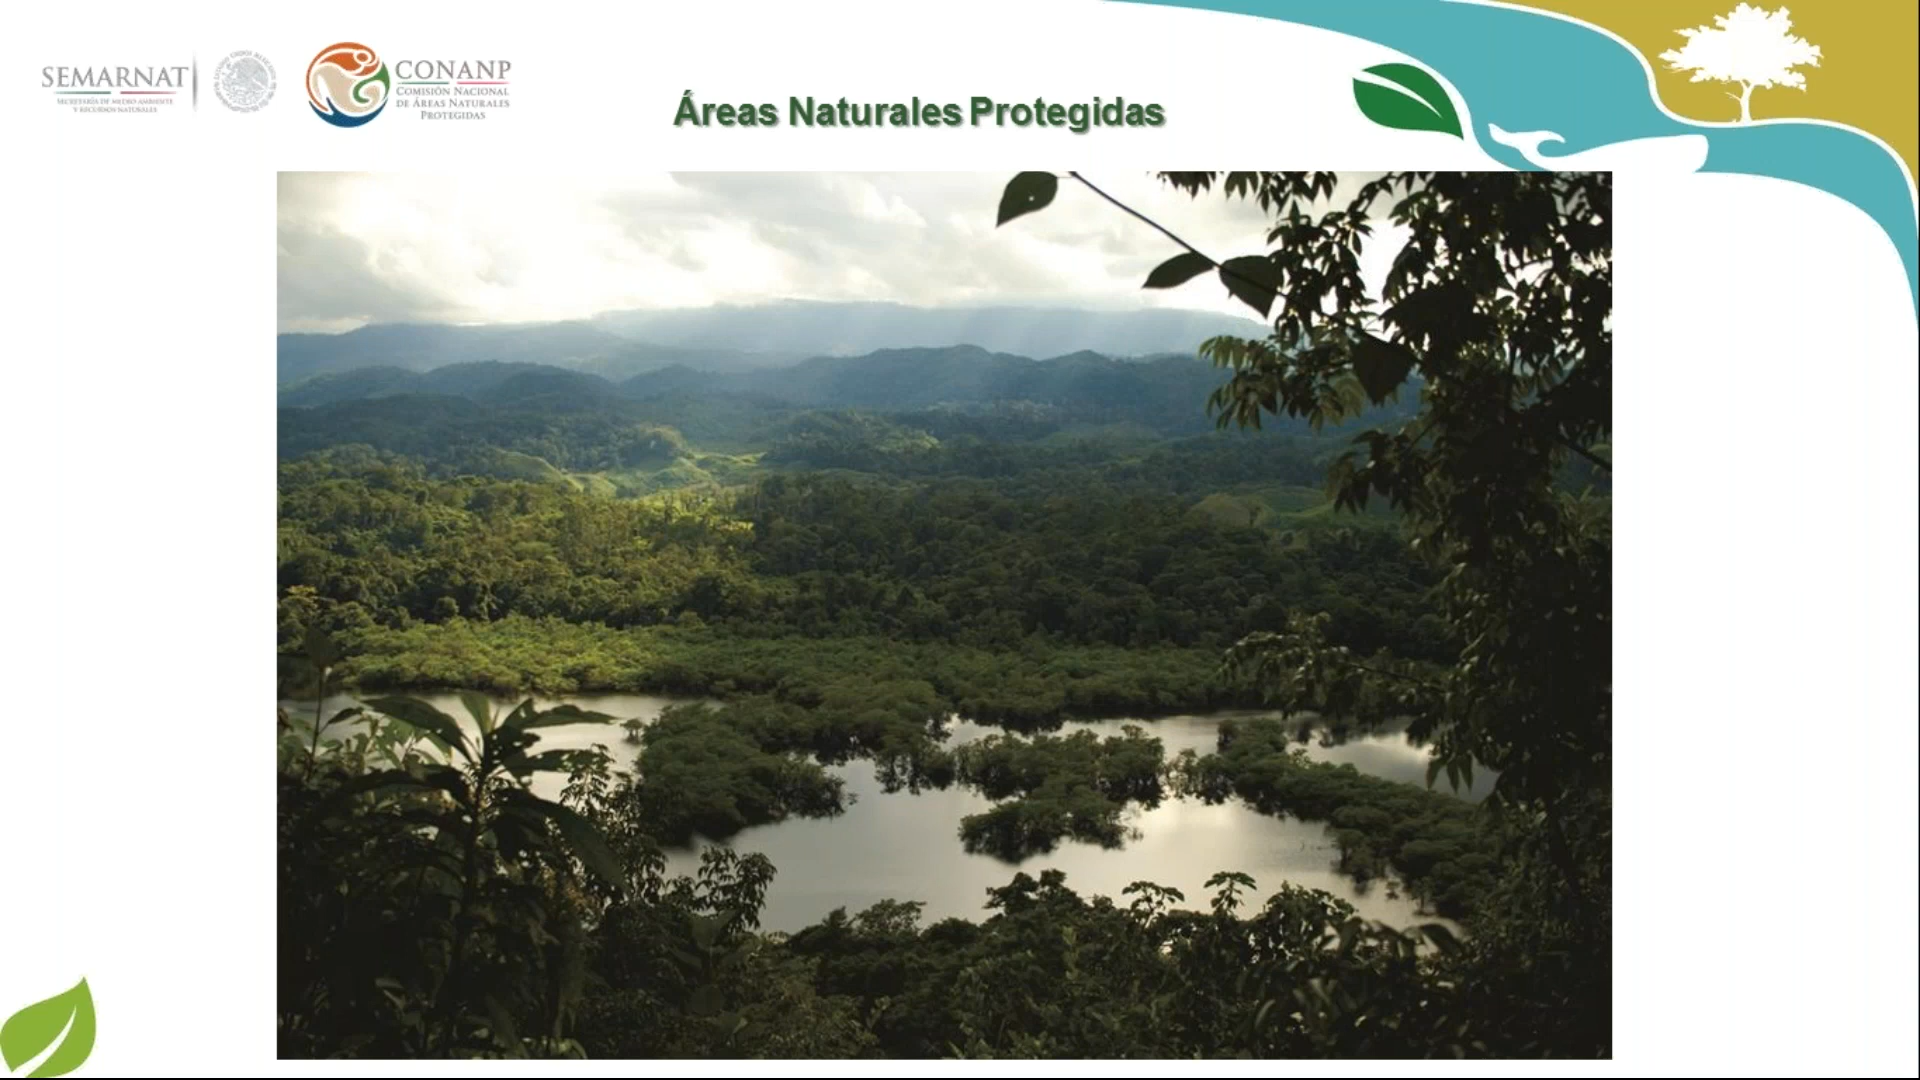 SEMARNAT
SECRETARÍA DE MEDIO AMBIENTE
Y RECURSOS NATURALES
CONANP
COMISIÓN NACIONAL
DE ÁREAS NATURALES
PROTEGIDAS
Áreas Naturales Protegidas